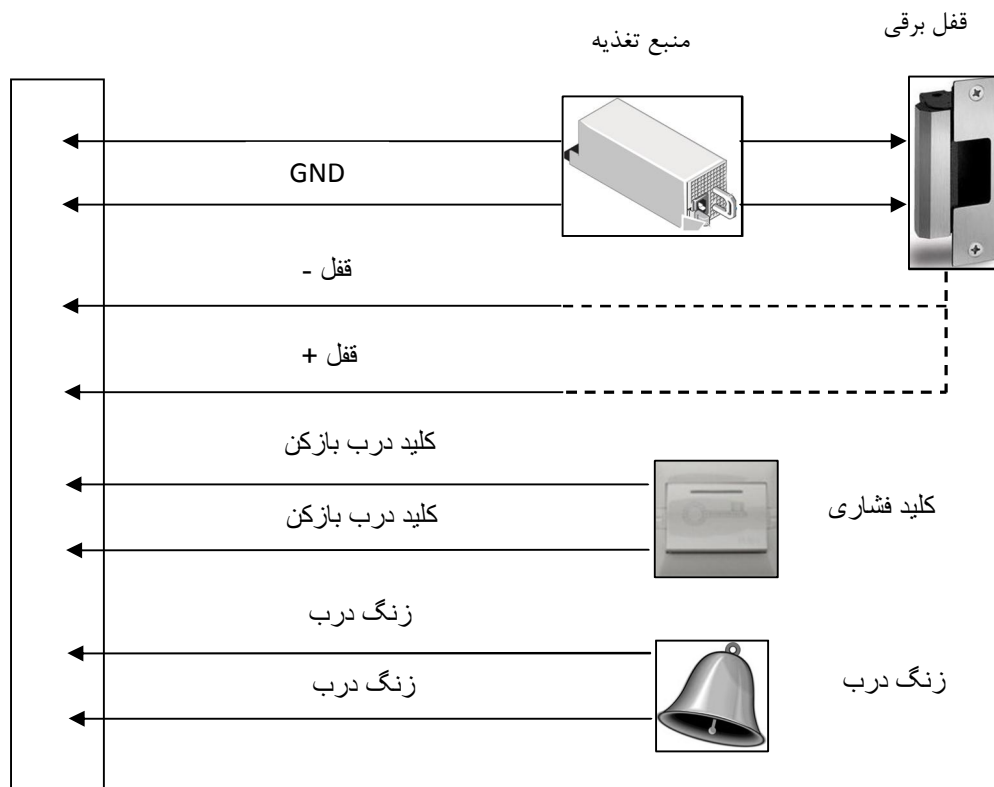 قفل برقی
منبع تغذیه
GND
قفل -
قفل +
کلید درب بازکن
کلید درب بازکن
کلید فشاری
زنگ درب
زنگ درب
زنگ درب